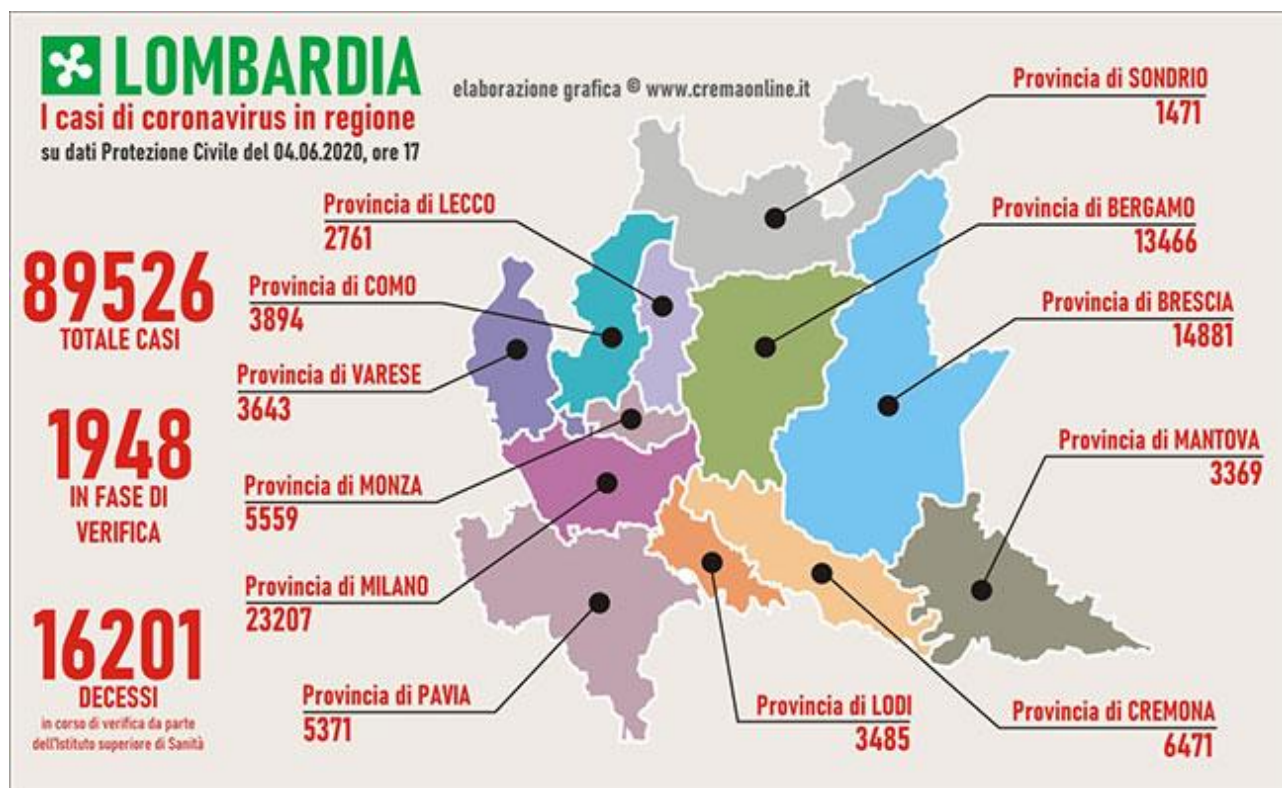 LOMBARDIA
I casi di coronavirus in regione
su dati Protezione Civile del 04.06.2020, ore 17
elaborazione grafica © www.cremaonline.it
89526
TOTALE CASI
1948
IN FASE DI
VERIFICA
16201
DECESSI
in corso di verifica da parte
dell'Istituto superiore di Sanità
Provincia di LECCO
2761
Provincia di COMO
3894
Provincia di VARESE
3643
Provincia di MONZA
5559
Provincia di MILANO
23207
Provincia di PAVIA
5371
Provincia di SONDRIO
1471
Provincia di BERGAMO
13466
Provincia di BRESCIA
14881
Provincia di MANTOVA
3369
Provincia di LODI
3485
Provincia di CREMONA
6471